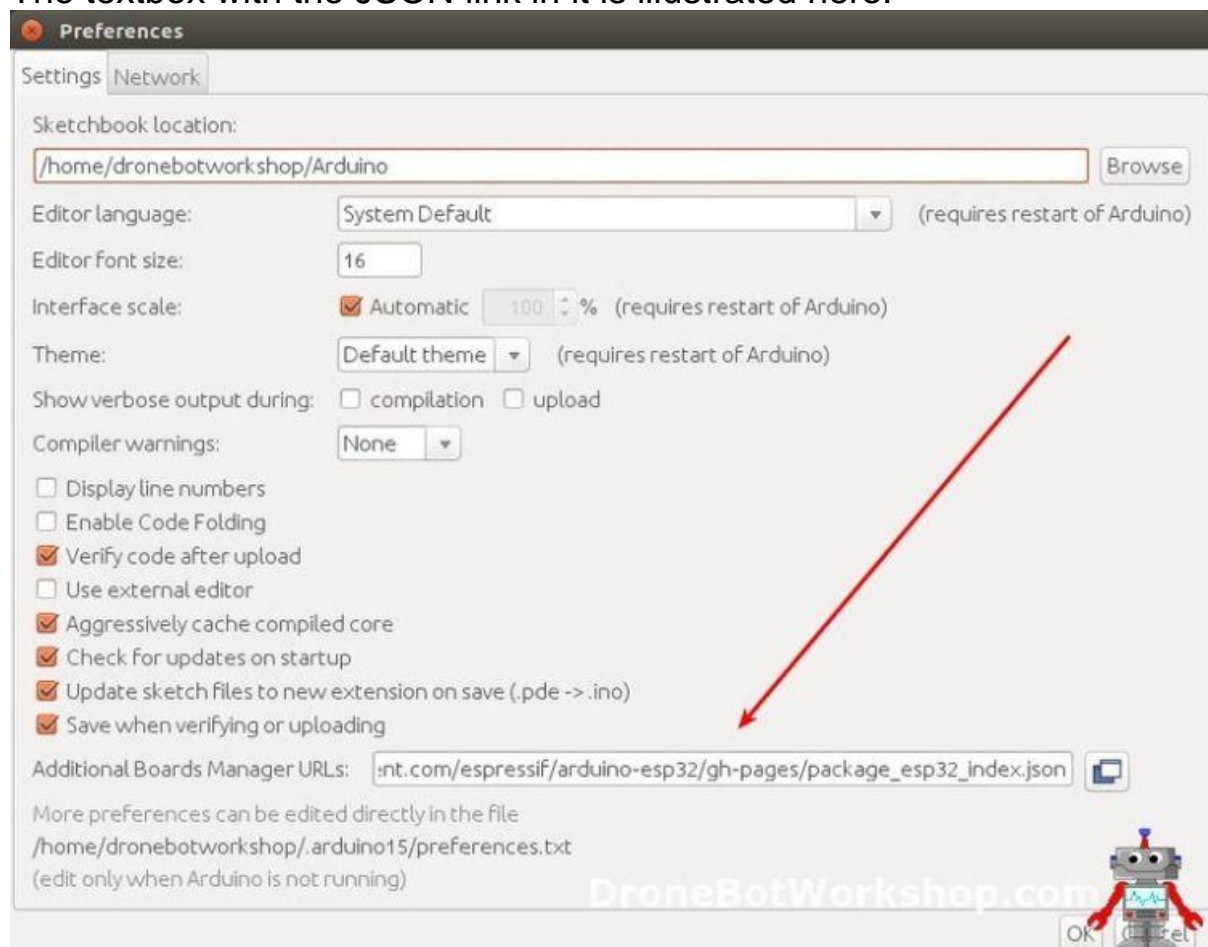 The textbox with the JSON link in it is illustrated here:
Preferences
Settings Network
Sketchbook location:
/home/dronebotworkshop/Arduino Browse
Editor language: System Default (requires restart of Arduino)
Editor font size: 16
Interface scale: Automatic 100 % (requires restart of Arduino)
Theme: Default theme (requires restart of Arduino)
Show verbose output during: compilation upload
Compiler warnings: None
Display line numbers
Enable Code Folding
Verify code after upload
Use external editor
Aggressively cache compiled core
Check for updates on startup
Update sketch files to new extension on save (.pde -> .ino)
Save when verifying or uploading
Additional Boards Manager URLs: nt.com/espressif/arduino-esp32/gh-pages/package_esp32_index.json
More preferences can be edited directly in the file
/home/dronebotworkshop/.arduino15/preferences.txt
(edit only when Arduino is not running)
DroneBotWorkshop.com
OK